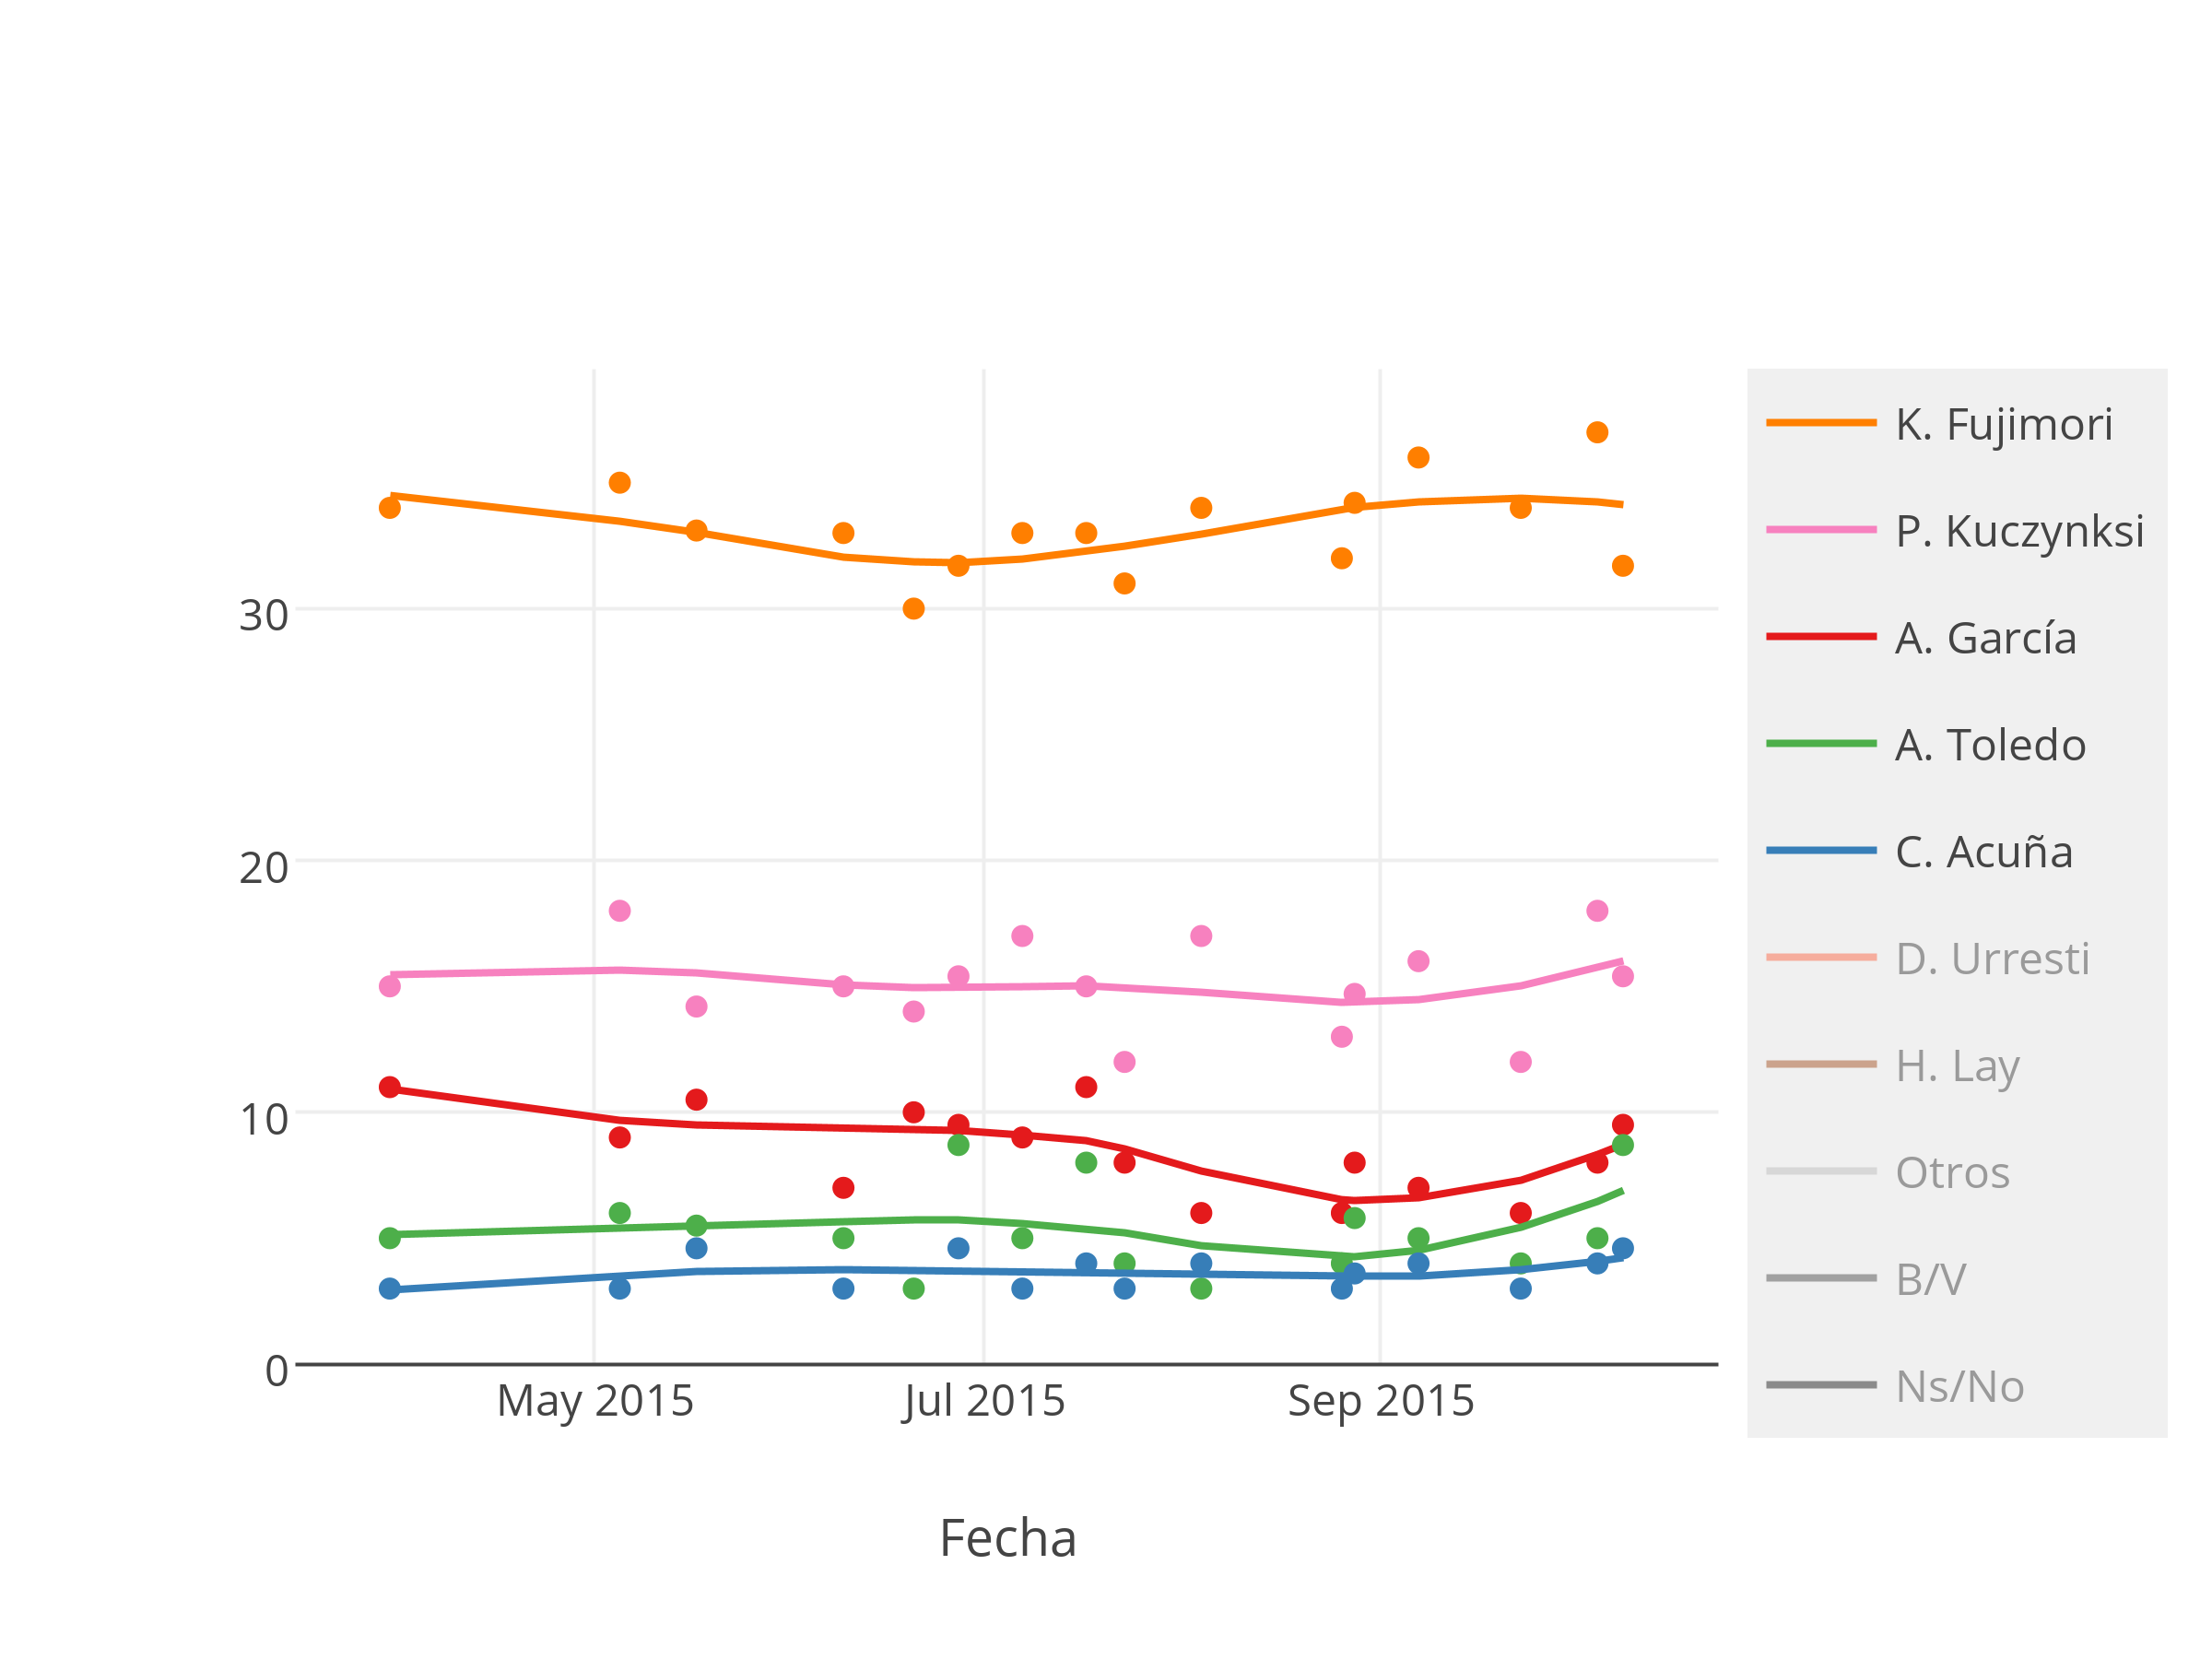 30
20
10
0
May 2015
Jul 2015
Sep 2015
Fecha
K. Fujimori
P. Kuczynksi
A. García
A. Toledo
C. Acuña
D. Urresti
H. Lay
Otros
B/V
Ns/No